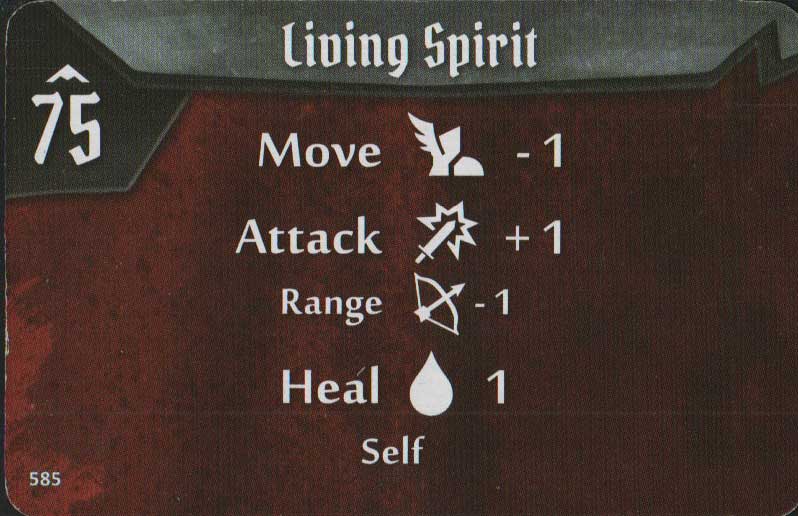 Living Spirit
75
Move - 1
Attack + 1
Range - 1
Heal 1
Self
585